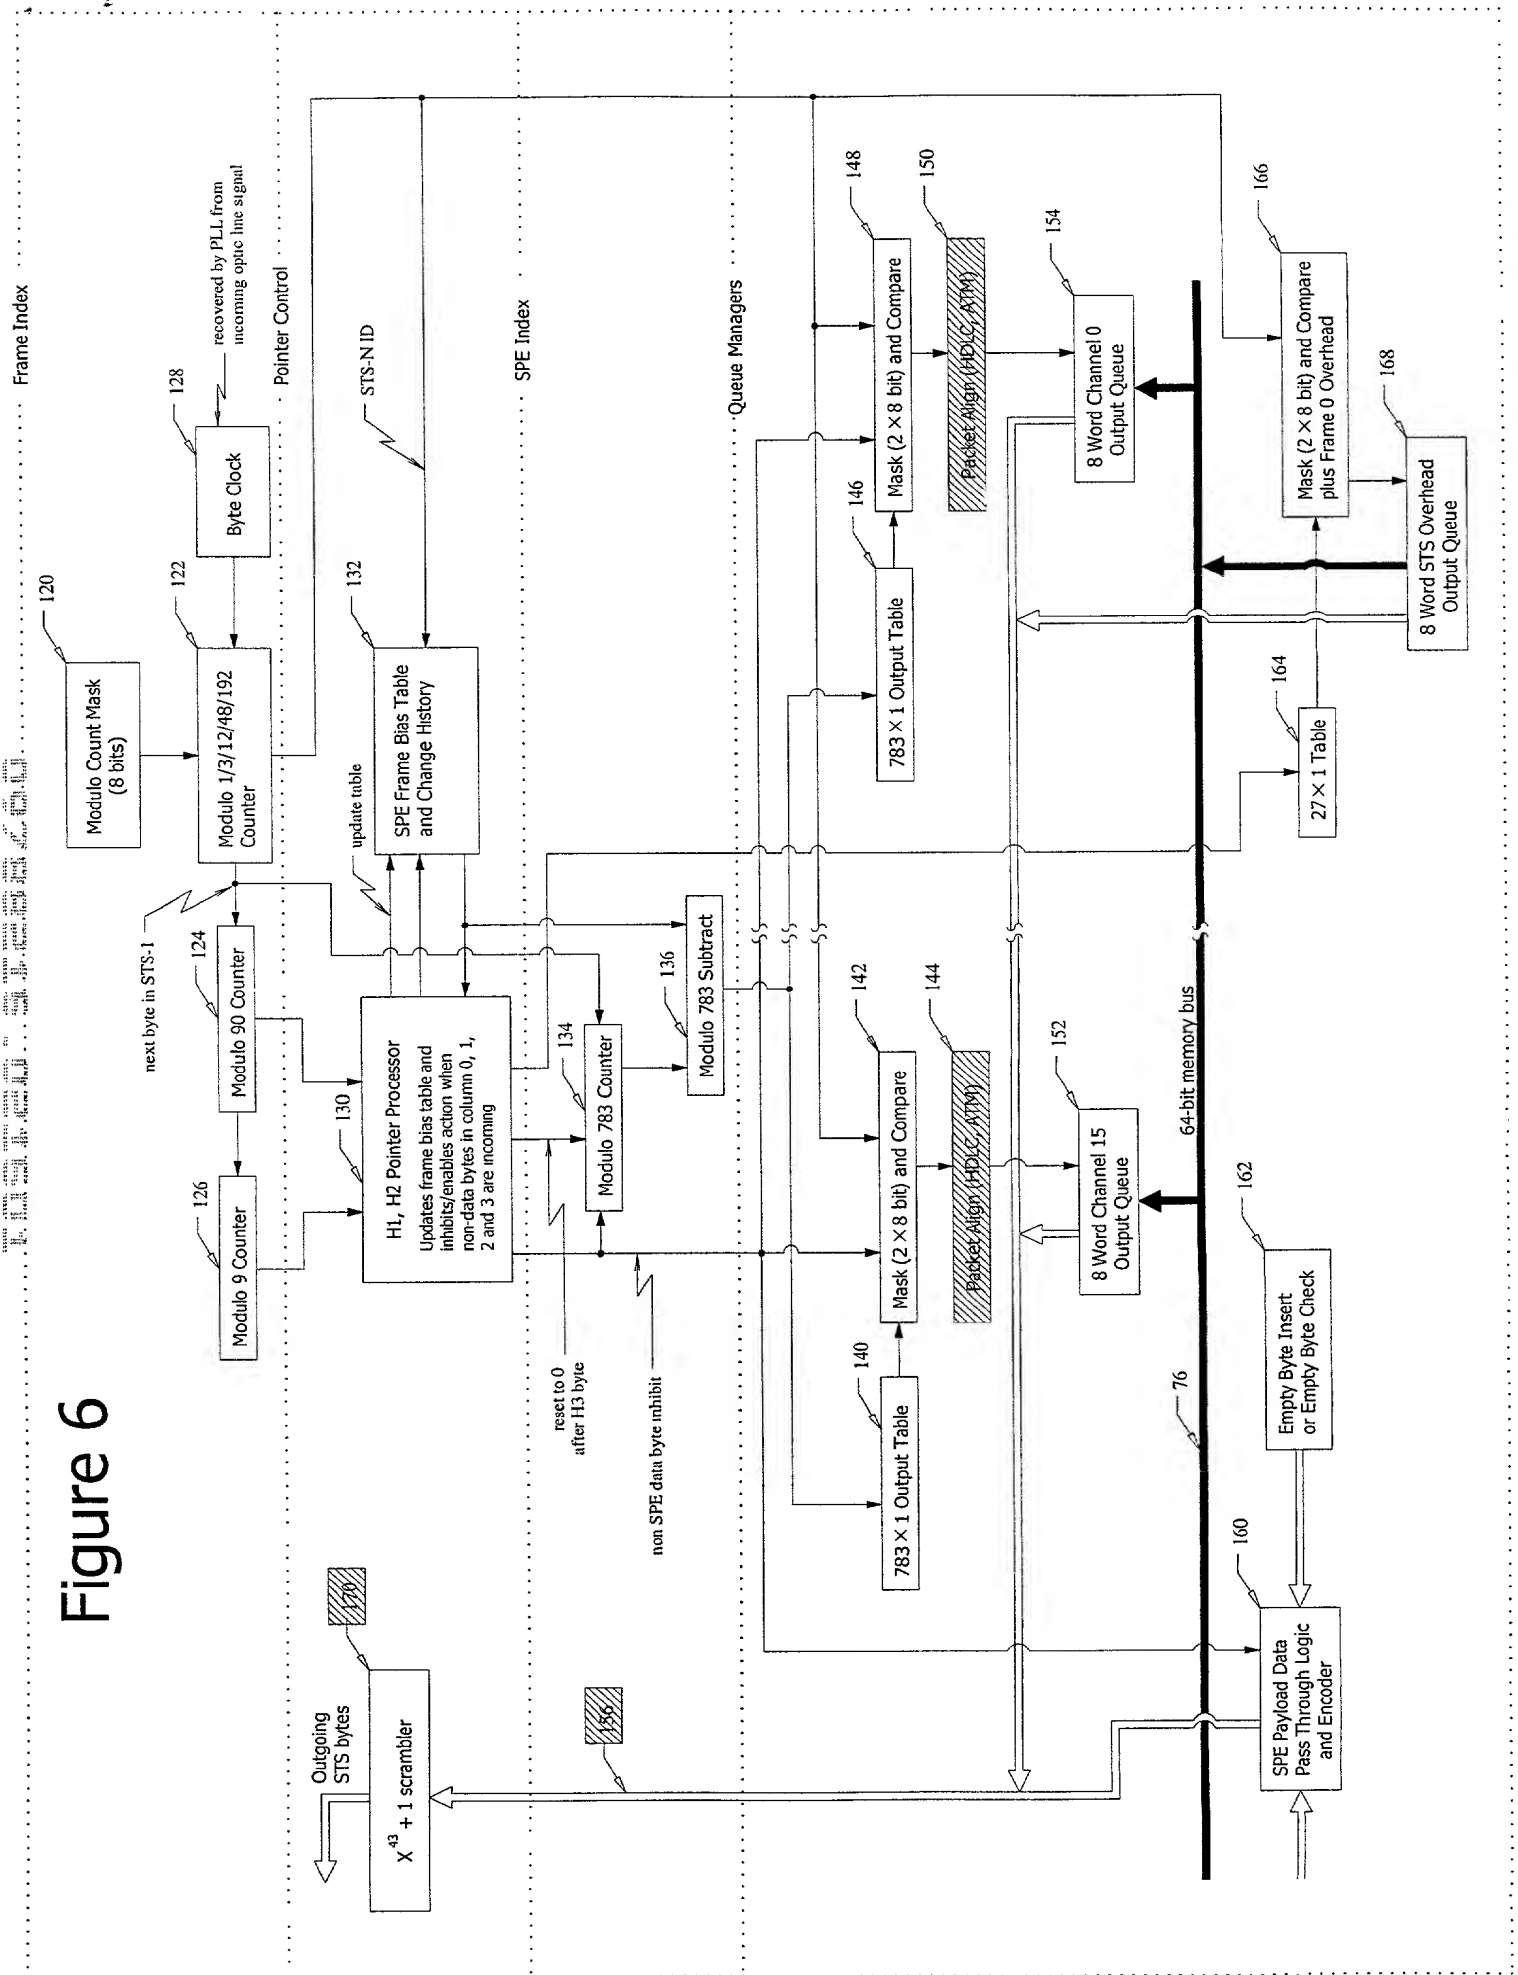 Figure 6
Frame Index
Pointer Control
SPE Index
Queue Managers
120
Modulo Count Mask
(8 bits)
122
Modulo 1/3/12/48/192
Counter
128
Byte Clock
recovered by PLL from
incoming optic line signal
next byte in STS-1
124
Modulo 90 Counter
126
Modulo 9 Counter
130
H1, H2 Pointer Processor
Updates frame bias table and
inhibits/enables action when
non-data bytes in column 0, 1,
2 and 3 are incoming
update table
132
SPE Frame Bias Table
and Change History
STS-N ID
134
Modulo 783 Counter
136
Modulo 783 Subtract
reset to 0
after H3 byte
non SPE data byte inhibit
170
X43 + 1 scrambler
Outgoing
STS bytes
156
140
783 × 1 Output Table
142
Mask (2 × 8 bit) and Compare
144
Packet Align (HDLC, ATM)
152
8 Word Channel 15
Output Queue
146
783 × 1 Output Table
148
Mask (2 × 8 bit) and Compare
150
Packet Align (HDLC, ATM)
154
8 Word Channel 0
Output Queue
64-bit memory bus
76
160
SPE Payload Data
Pass Through Logic
and Encoder
162
Empty Byte Insert
or Empty Byte Check
164
27 × 1 Table
166
Mask (2 × 8 bit) and Compare
plus Frame 0 Overhead
168
8 Word STS Overhead
Output Queue